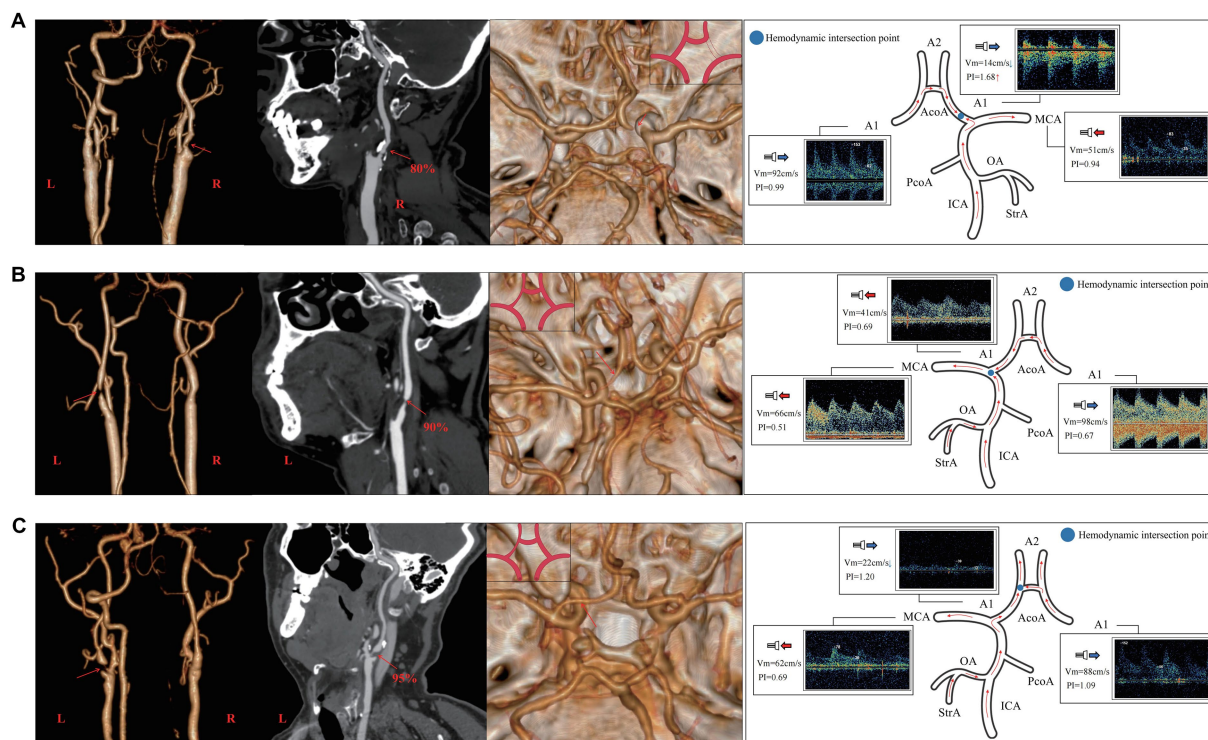 A
L
R
80%
R
Hemodynamic intersection point
A2
Vm=14cm/s↓
PI=1.68↑
A1
AcoA
A1
MCA
Vm=92cm/s
PI=0.99
-153
Vm=51cm/s
PI=0.94
OA
PcoA
ICA
StrA
B
L
R
90%
L
Hemodynamic intersection point
Vm=41cm/s
PI=0.69
A2
A1
MCA
AcoA
A1
Vm=66cm/s
PI=0.51
OA
PcoA
Vm=98cm/s
PI=0.67
StrA
ICA
C
L
R
95%
L
Hemodynamic intersection point
Vm=22cm/s↓
PI=1.20
A2
A1
MCA
AcoA
A1
Vm=62cm/s
PI=0.69
OA
PcoA
Vm=88cm/s
PI=1.09
-152
StrA
ICA